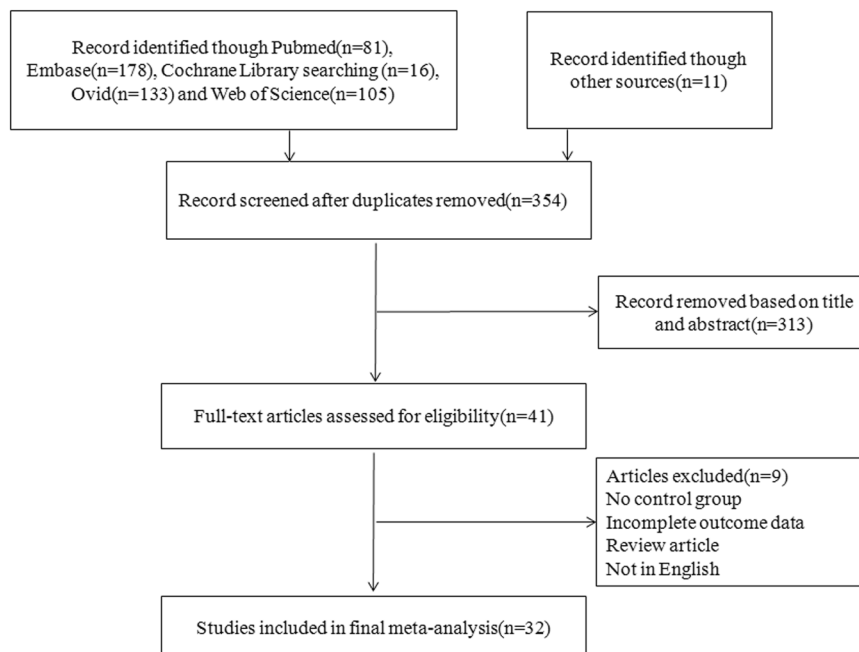 Record identified though Pubmed(n=81),
Embase(n=178), Cochrane Library searching (n=16),
Ovid(n=133) and Web of Science(n=105)
Record identified though
other sources(n=11)
Record screened after duplicates removed(n=354)
Record removed based on title
and abstract(n=313)
Full-text articles assessed for eligibility(n=41)
Articles excluded(n=9)
No control group
Incomplete outcome data
Review article
Not in English
Studies included in final meta-analysis(n=32)